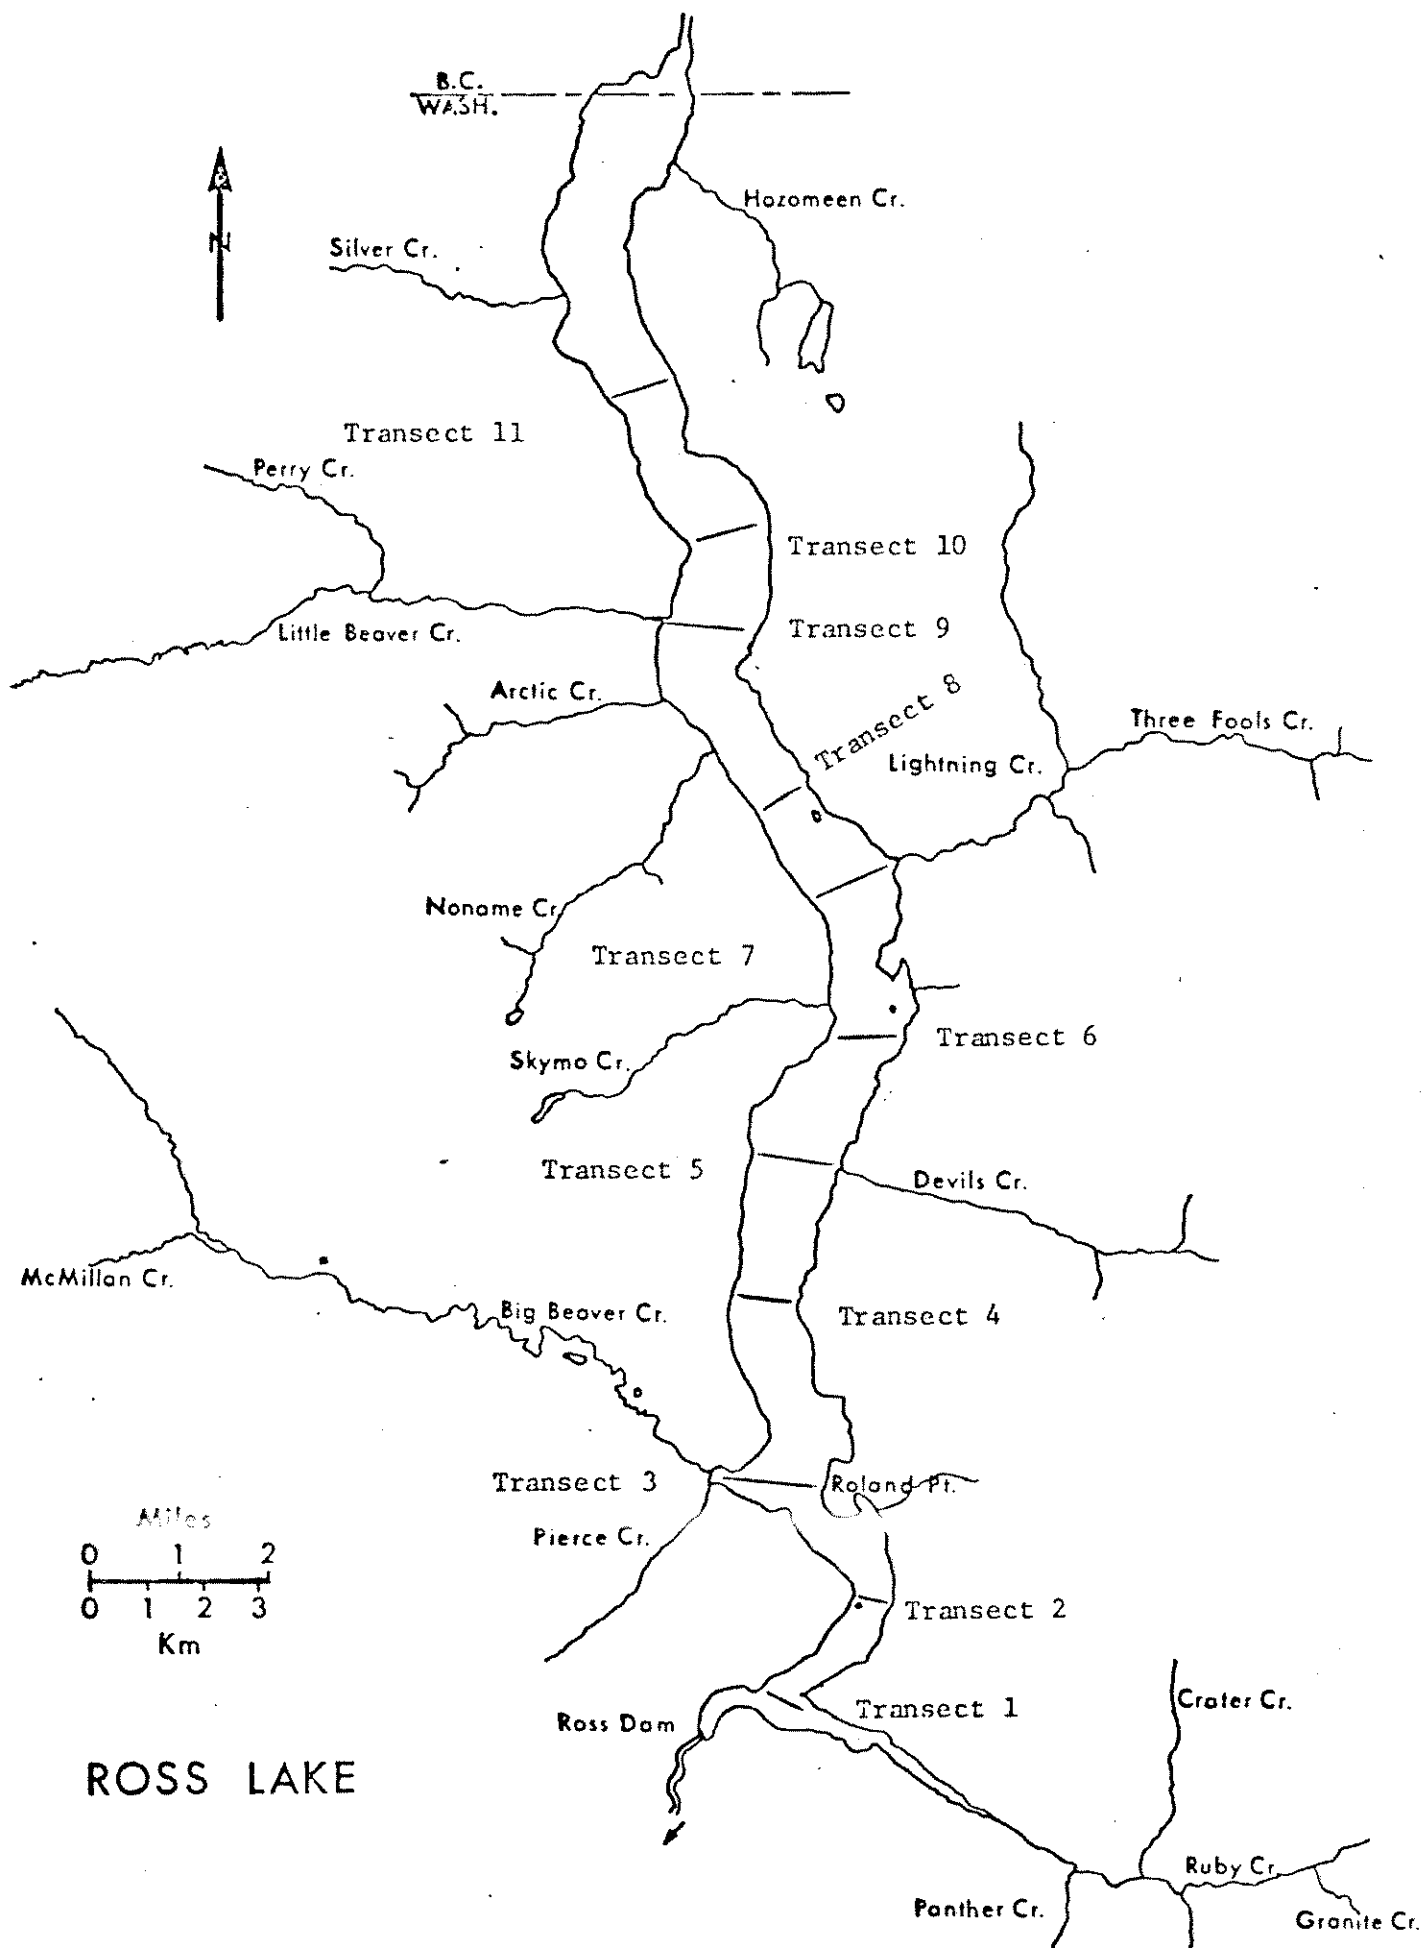 B.C.
WASH.
N
Hozomeen Cr.
Silver Cr.
Transect 11
Perry Cr.
Transect 10
Little Beaver Cr.
Transect 9
Arctic Cr.
Transect 8
Three Fools Cr.
Lightning Cr.
Noname Cr.
Transect 7
Transect 6
Skymo Cr.
Transect 5
Devils Cr.
McMillan Cr.
Big Beaver Cr.
Transect 4
Transect 3
Roland Pt.
Miles
0 1 2
0 1 2 3
Km
Pierce Cr.
Transect 2
Transect 1
Crater Cr.
Ross Dam
ROSS LAKE
Ruby Cr.
Panther Cr.
Granite Cr.